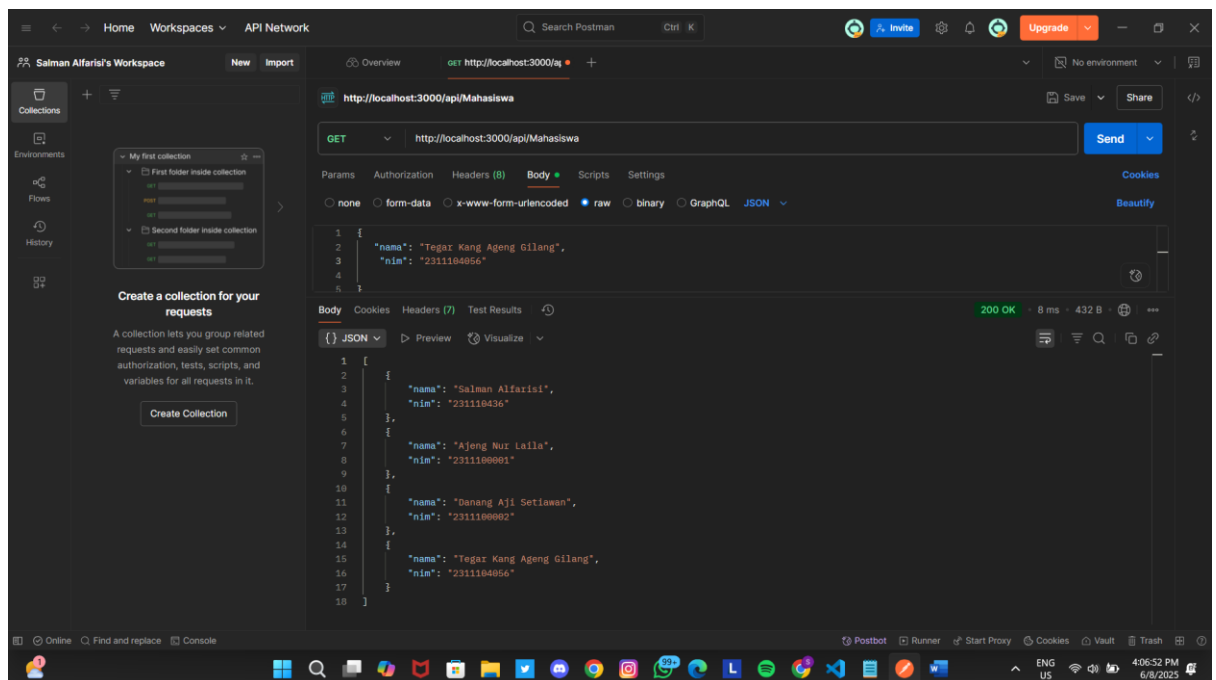 Home Workspaces API Network
Search Postman Ctrl K
Invite
Upgrade
Salman Alfarisi's Workspace New Import
Overview GET http://localhost:3000/ap
No environment
HTTP http://localhost:3000/api/Mahasiswa
Save Share
Collections
Environments
Flows
History
My first collection
First folder inside collection
GET
POST
GET
Second folder inside collection
GET
GET
Create a collection for your
requests
A collection lets you group related
requests and easily set common
authorization, tests, scripts, and
variables for all requests in it.
Create Collection
GET http://localhost:3000/api/Mahasiswa Send
Params Authorization Headers (8) Body Scripts Settings Cookies
none form-data x-www-form-urlencoded raw binary GraphQL JSON Beautify
1 {
2 "nama": "Tegar Kang Ageng Gilang",
3 "nim": "2311104056"
4
5 }
Body Cookies Headers (7) Test Results 200 OK 8 ms 432 B
{} JSON Preview Visualize
1 [
2 {
3 "nama": "Salman Alfarisi",
4 "nim": "231110436"
5 },
6 {
7 "nama": "Ajeng Nur Laila",
8 "nim": "2311100001"
9 },
10 {
11 "nama": "Danang Aji Setiawan",
12 "nim": "2311100002"
13 },
14 {
15 "nama": "Tegar Kang Ageng Gilang",
16 "nim": "2311104056"
17 }
18 ]
Online Find and replace Console Postbot Runner Start Proxy Cookies Vault Trash
1 99+ L ENG 4:06:52 PM
US 6/8/2025